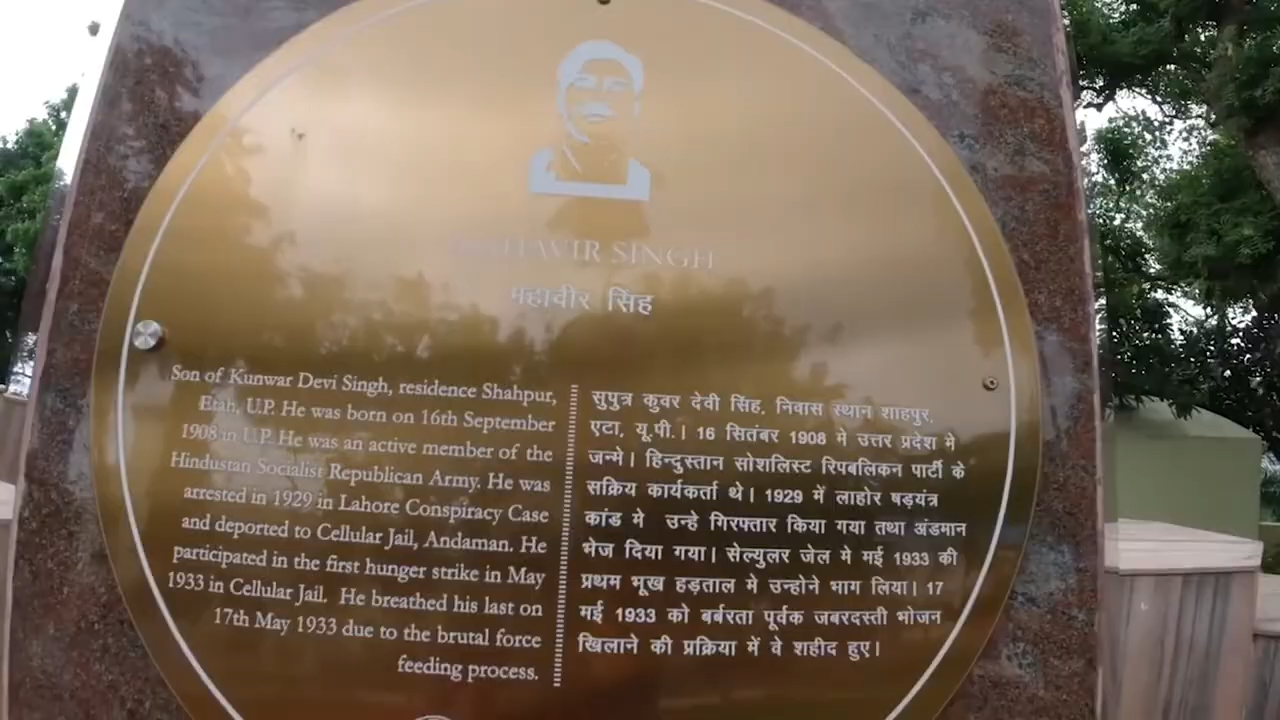 SINGH
महावीर सिंह
Son of Kunwar Devi Singh, residence Shahpur,
Etah, U.P. He was born on 16th September
1908 in U.P. He was an active member of the
Hindustan Socialist Republican Army. He was
arrested in 1929 in Lahore Conspiracy Case
and deported to Cellular Jail, Andaman. He
participated in the first hunger strike in May
1933 in Cellular Jail. He breathed his last on
17th May 1933 due to the brutal force
feeding process.
सुपुत्र कुवर देवी सिंह, निवास स्थान शाहपुर,
एटा, यू.पी.। 16 सितंबर 1908 मे उत्तर प्रदेश मे
जन्मे। हिन्दुस्तान सोशलिस्ट रिपबलिकन पार्टी के
सक्रिय कार्यकर्ता थे। 1929 में लाहोर षड़यंत्र
कांड मे उन्हे गिरफ्तार किया गया तथा अंडमान
भेज दिया गया। सेल्युलर जेल मे मई 1933 की
प्रथम भूख हड़ताल मे उन्होने भाग लिया। 17
मई 1933 को बर्बरता पूर्वक जबरदस्ती भोजन
खिलाने की प्रक्रिया में वे शहीद हुए।